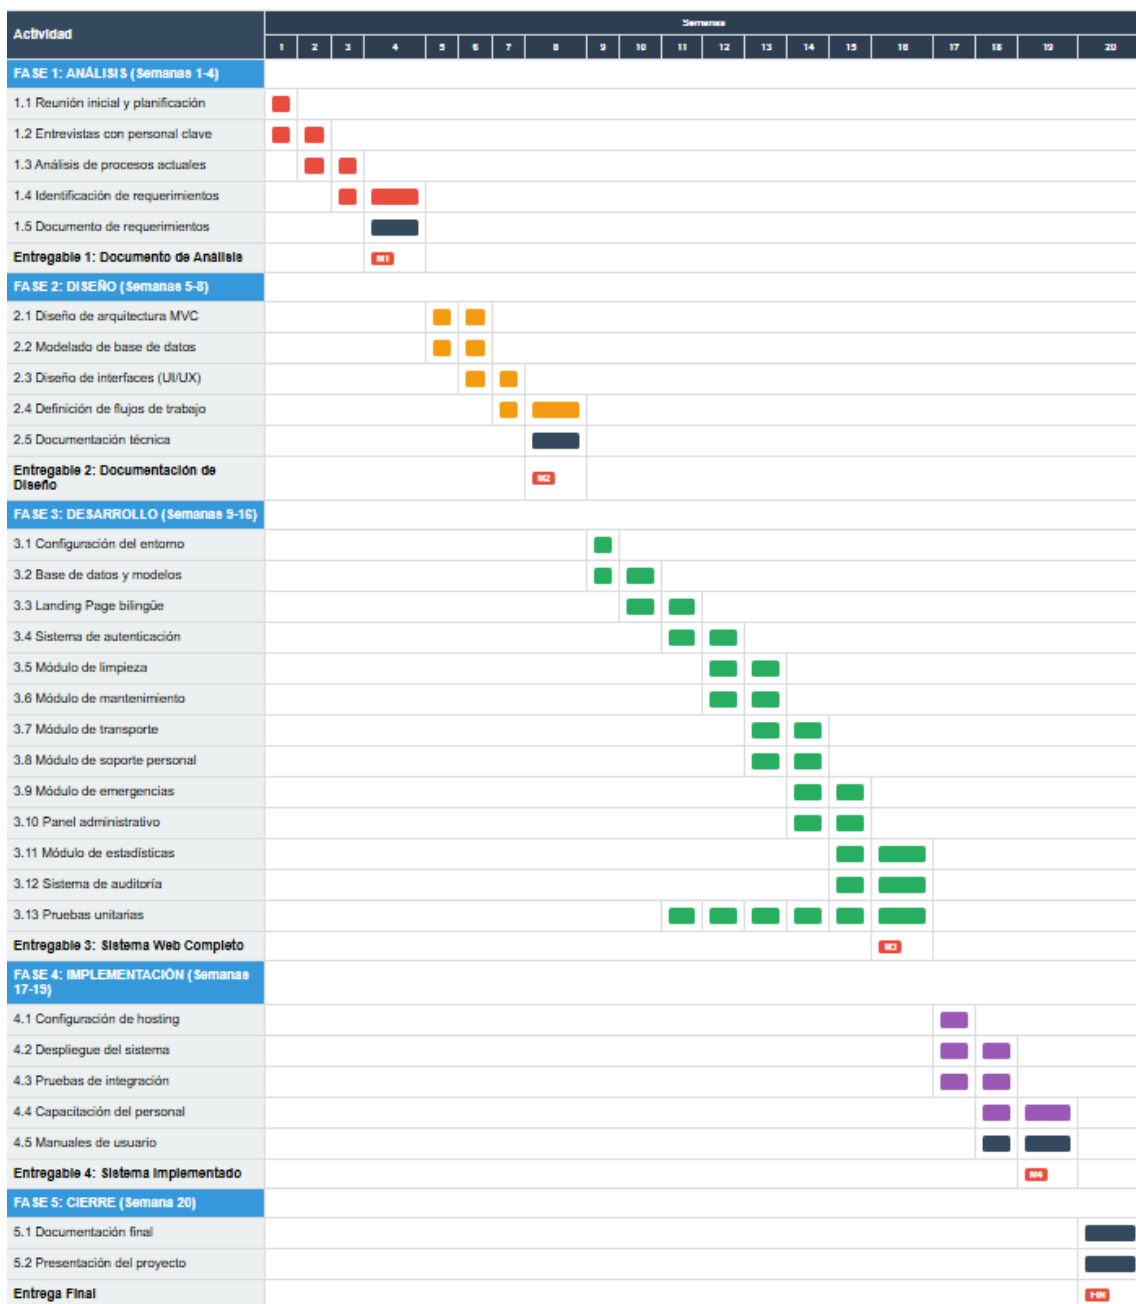 Actividad
Semanas
1 2 3 4 5 6 7 8 9 10 11 12 13 14 15 16 17 18 19 20
FASE 1: ANÁLISIS (Semanas 1-4)
1.1 Reunión inicial y planificación
1.2 Entrevistas con personal clave
1.3 Análisis de procesos actuales
1.4 Identificación de requerimientos
1.5 Documento de requerimientos
Entregable 1: Documento de Análisis
M1
FASE 2: DISEÑO (Semanas 5-8)
2.1 Diseño de arquitectura MVC
2.2 Modelado de base de datos
2.3 Diseño de interfaces (UI/UX)
2.4 Definición de flujos de trabajo
2.5 Documentación técnica
Entregable 2: Documentación de
Diseño
M2
FASE 3: DESARROLLO (Semanas 9-16)
3.1 Configuración del entorno
3.2 Base de datos y modelos
3.3 Landing Page bilingüe
3.4 Sistema de autenticación
3.5 Módulo de limpieza
3.6 Módulo de mantenimiento
3.7 Módulo de transporte
3.8 Módulo de soporte personal
3.9 Módulo de emergencias
3.10 Panel administrativo
3.11 Módulo de estadísticas
3.12 Sistema de auditoría
3.13 Pruebas unitarias
Entregable 3: Sistema Web Completo
M3
FASE 4: IMPLEMENTACIÓN (Semanas
17-19)
4.1 Configuración de hosting
4.2 Despliegue del sistema
4.3 Pruebas de integración
4.4 Capacitación del personal
4.5 Manuales de usuario
Entregable 4: Sistema Implementado
M4
FASE 5: CIERRE (Semana 20)
5.1 Documentación final
5.2 Presentación del proyecto
Entrega Final
FIN